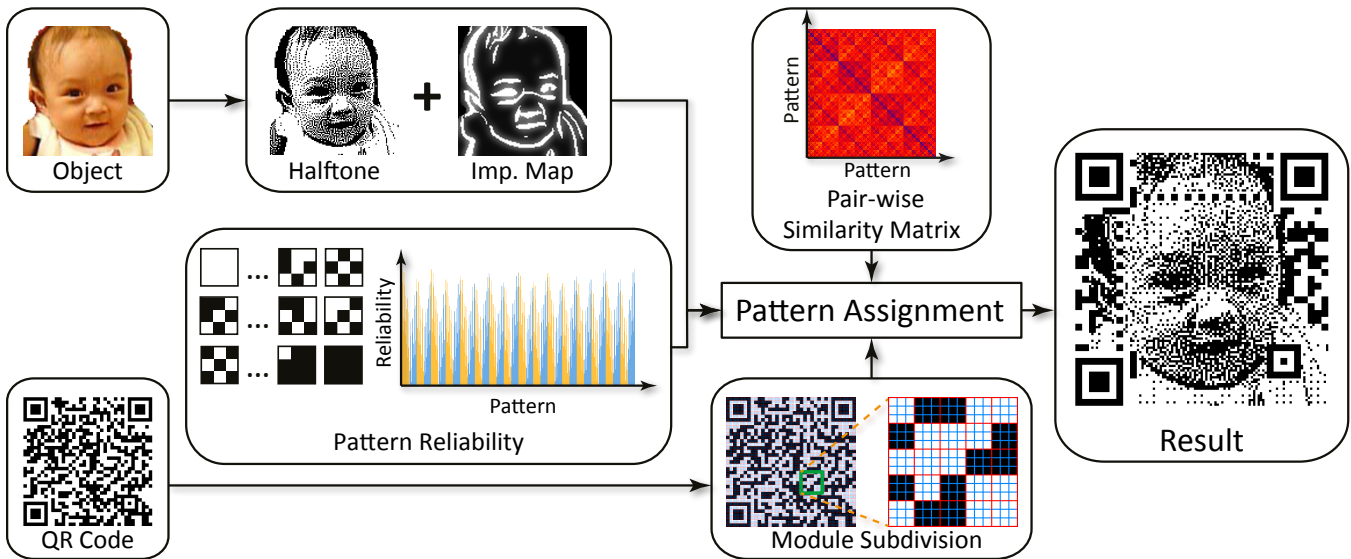 Object
Halftone
+
Imp. Map
Pattern
Pattern
Pair-wise
Similarity Matrix
...
...
...
Reliability
Pattern
Pattern Reliability
Pattern Assignment
QR Code
Module Subdivision
Result